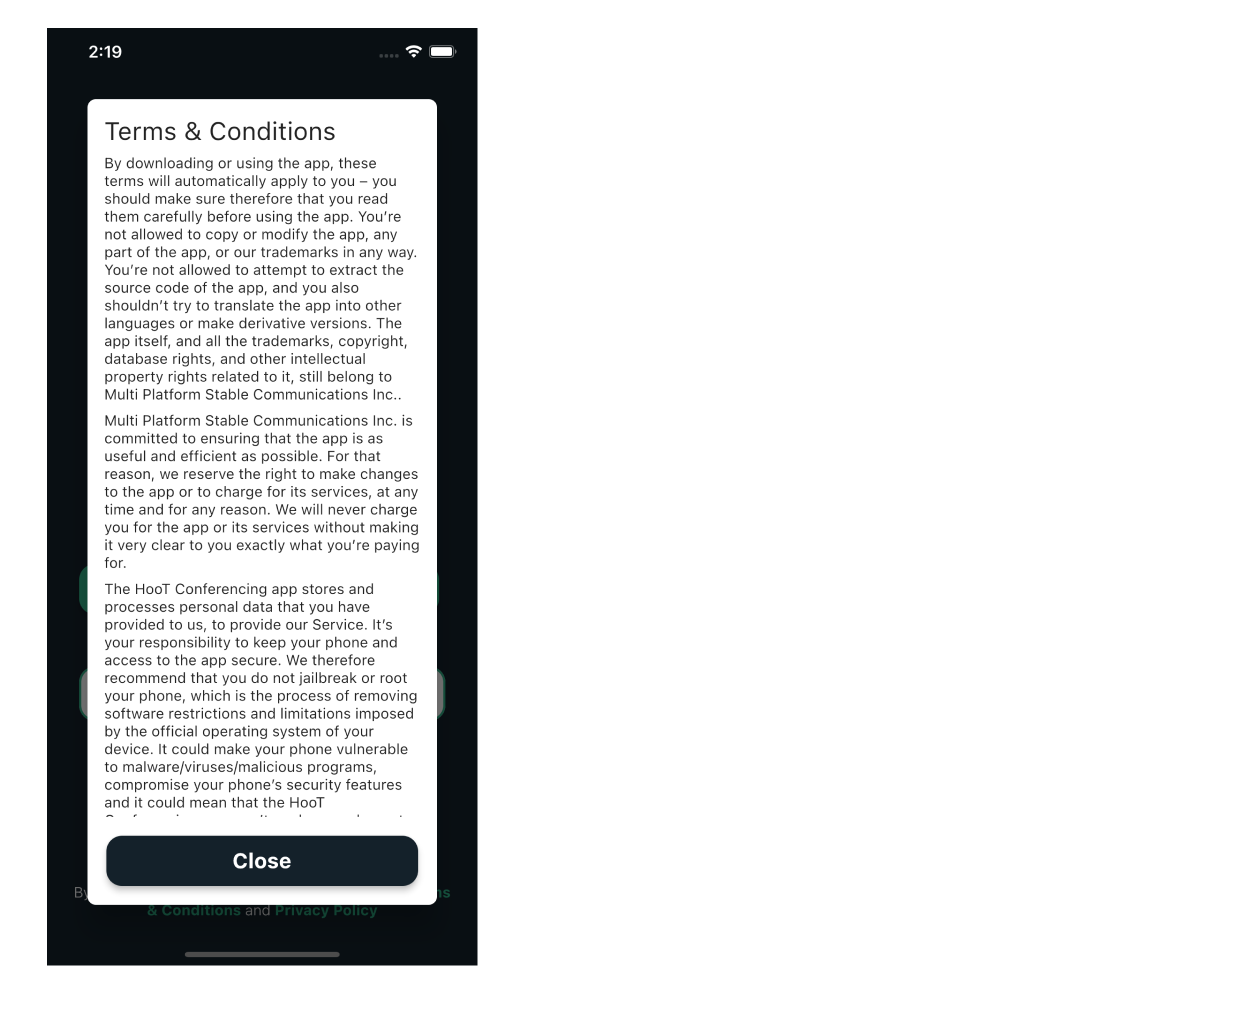 2:19
Terms & Conditions
By downloading or using the app, these
terms will automatically apply to you – you
should make sure therefore that you read
them carefully before using the app. You’re
not allowed to copy or modify the app, any
part of the app, or our trademarks in any way.
You’re not allowed to attempt to extract the
source code of the app, and you also
shouldn’t try to translate the app into other
languages or make derivative versions. The
app itself, and all the trademarks, copyright,
database rights, and other intellectual
property rights related to it, still belong to
Multi Platform Stable Communications Inc..
Multi Platform Stable Communications Inc. is
committed to ensuring that the app is as
useful and efficient as possible. For that
reason, we reserve the right to make changes
to the app or to charge for its services, at any
time and for any reason. We will never charge
you for the app or its services without making
it very clear to you exactly what you’re paying
for.
The HooT Conferencing app stores and
processes personal data that you have
provided to us, to provide our Service. It’s
your responsibility to keep your phone and
access to the app secure. We therefore
recommend that you do not jailbreak or root
your phone, which is the process of removing
software restrictions and limitations imposed
by the official operating system of your
device. It could make your phone vulnerable
to malware/viruses/malicious programs,
compromise your phone’s security features
and it could mean that the HooT
Close
By
& Conditions and Privacy Policy